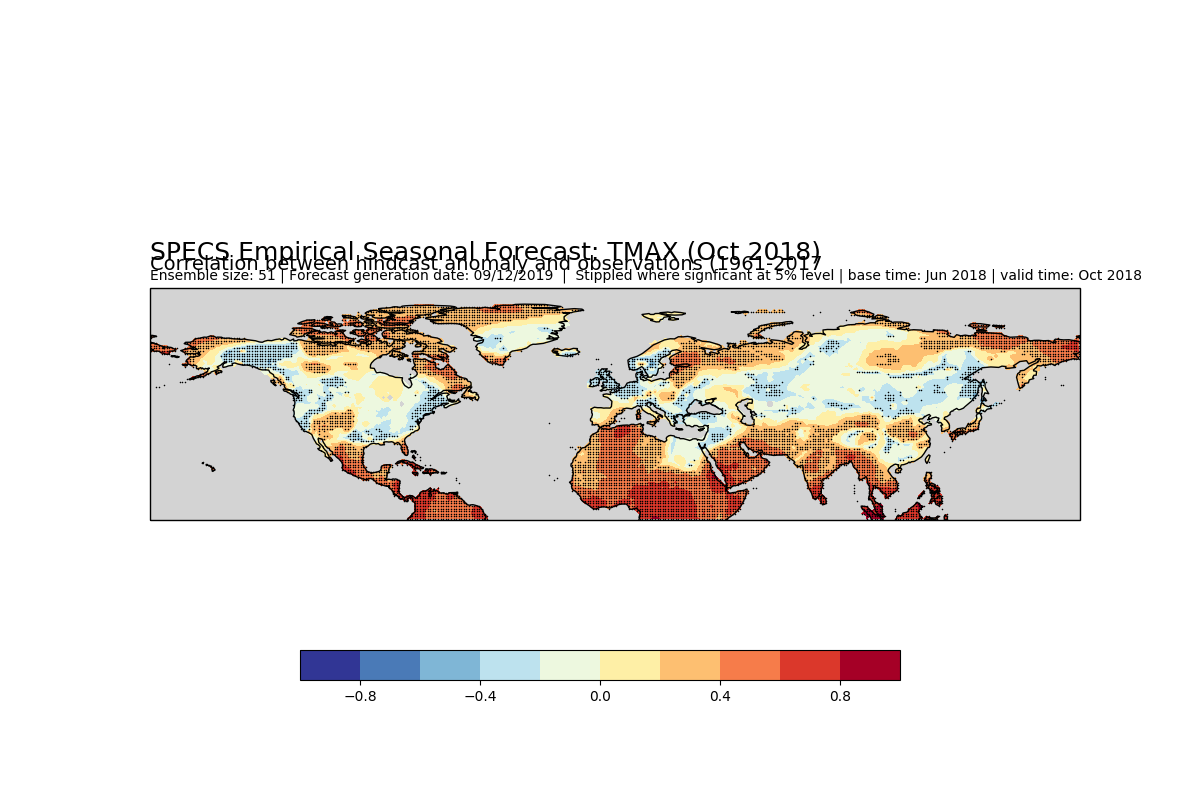 SPECS Empirical Seasonal Forecast: TMAX (Oct 2018)
Correlation between hindcast anomaly and observations (1961-2017
Ensemble size: 51 | Forecast generation date: 09/12/2019 | Stippled where signficant at 5% level | base time: Jun 2018 | valid time: Oct 2018
−0.8 −0.4 0.0 0.4 0.8